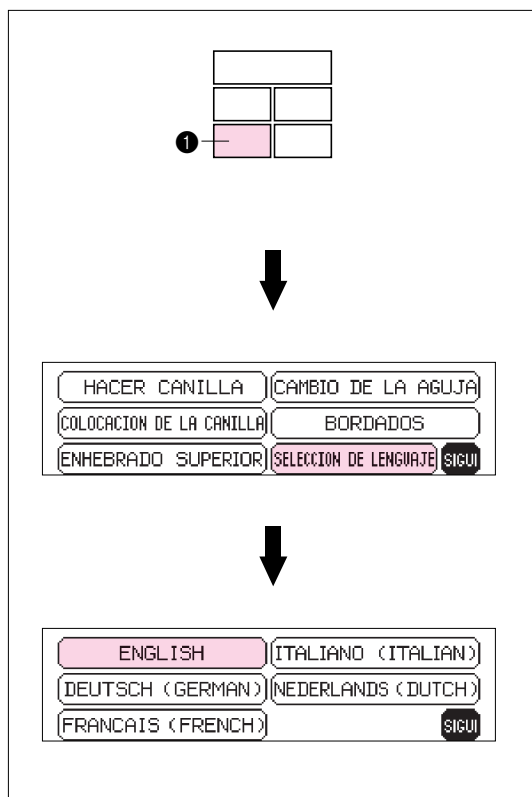 ❶
HACER CANILLA CAMBIO DE LA AGUJA
COLOCACION DE LA CANILLA BORDADOS
ENHEBRADO SUPERIOR SELECCION DE LENGUAJE SIGUI
ENGLISH ITALIANO (ITALIAN)
DEUTSCH (GERMAN) NEDERLANDS (DUTCH)
FRANCAIS (FRENCH) SIGUI